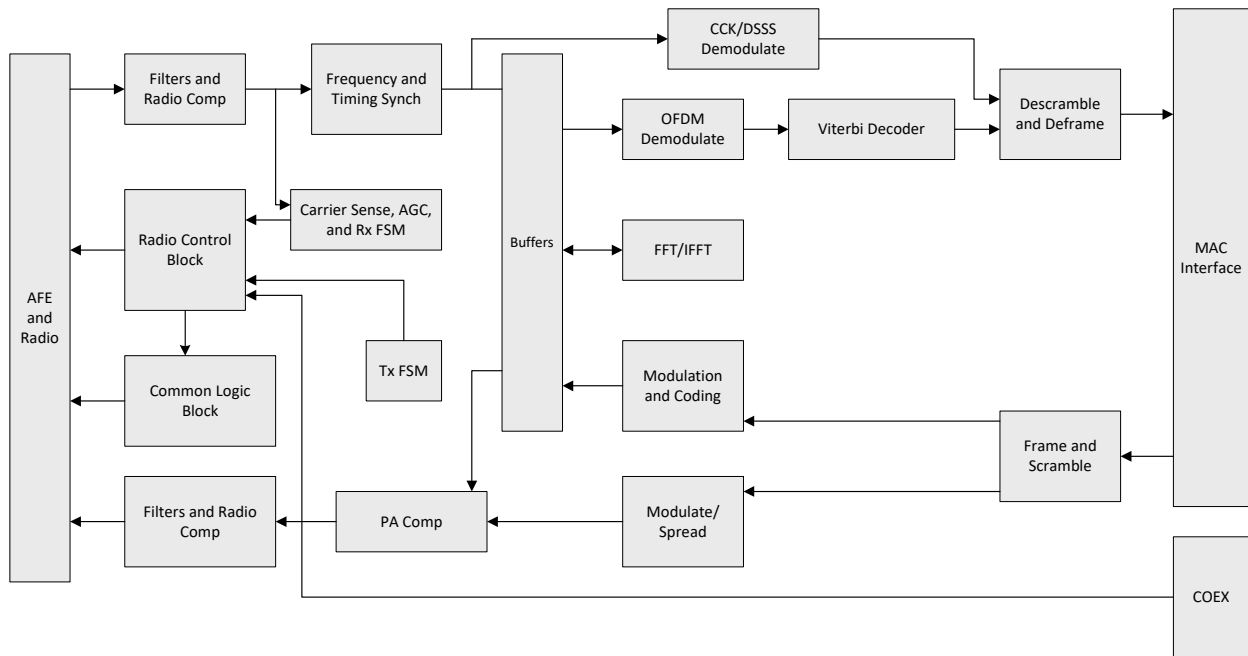 CCK/DSSS
Demodulate
Filters and
Radio Comp
Frequency and
Timing Synch
Descramble
and Deframe
OFDM
Demodulate
Viterbi Decoder
Carrier Sense, AGC,
and Rx FSM
Radio Control
Block
Buffers
FFT/IFFT
MAC
Interface
AFE
and
Radio
Tx FSM
Modulation
and Coding
Common Logic
Block
Frame and
Scramble
Filters and Radio
Comp
PA Comp
Modulate/
Spread
COEX